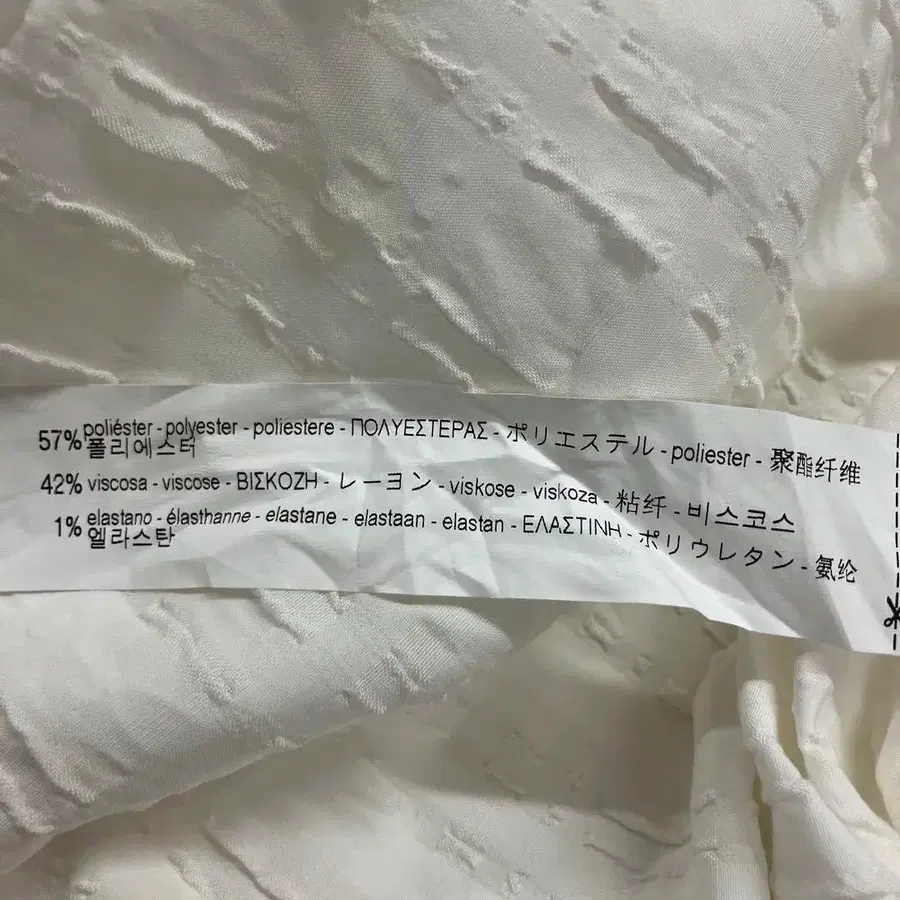 57% poliéster - polyester - poliestere - ΠΟΛΥΕΣΤΕΡΑΣ - ポリエステル - poliester - 聚酯纤维
폴리에스터
42% viscosa - viscose - ΒΙΣΚΟΖΗ - レーヨン - viskose - viskoza - 粘纤 - 비스코스
1% elastano - élasthanne - elastane - elastaan - elastan - ΕΛΑΣΤΙΝΗ - ポリウレタン - 氨纶
엘라스탄